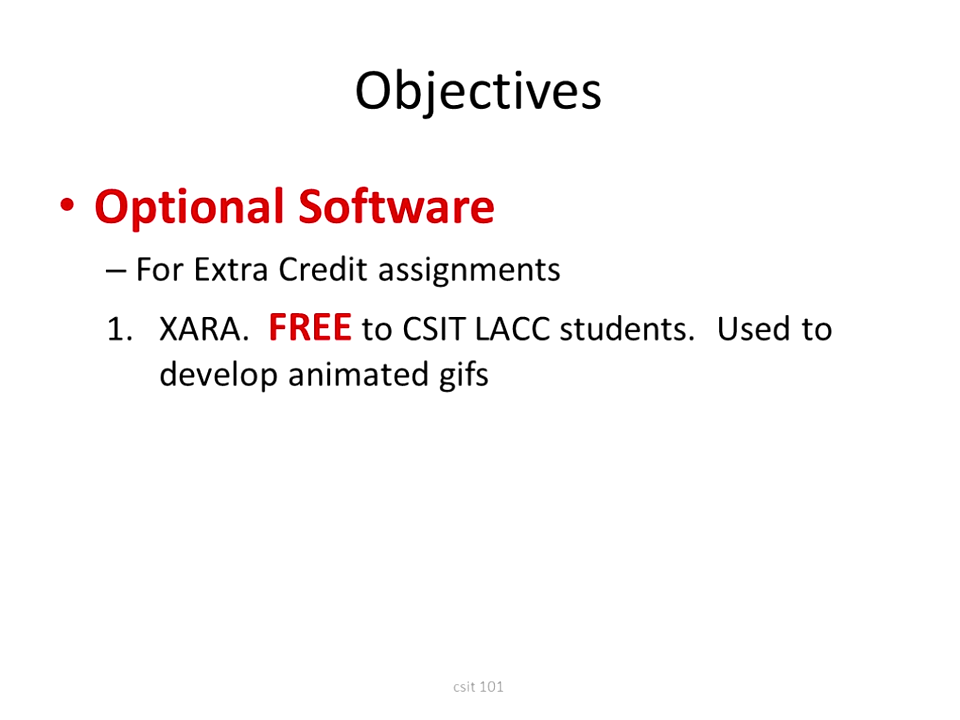 Objectives
• Optional Software
– For Extra Credit assignments
1. XARA. FREE to CSIT LACC students. Used to
develop animated gifs
csit 101